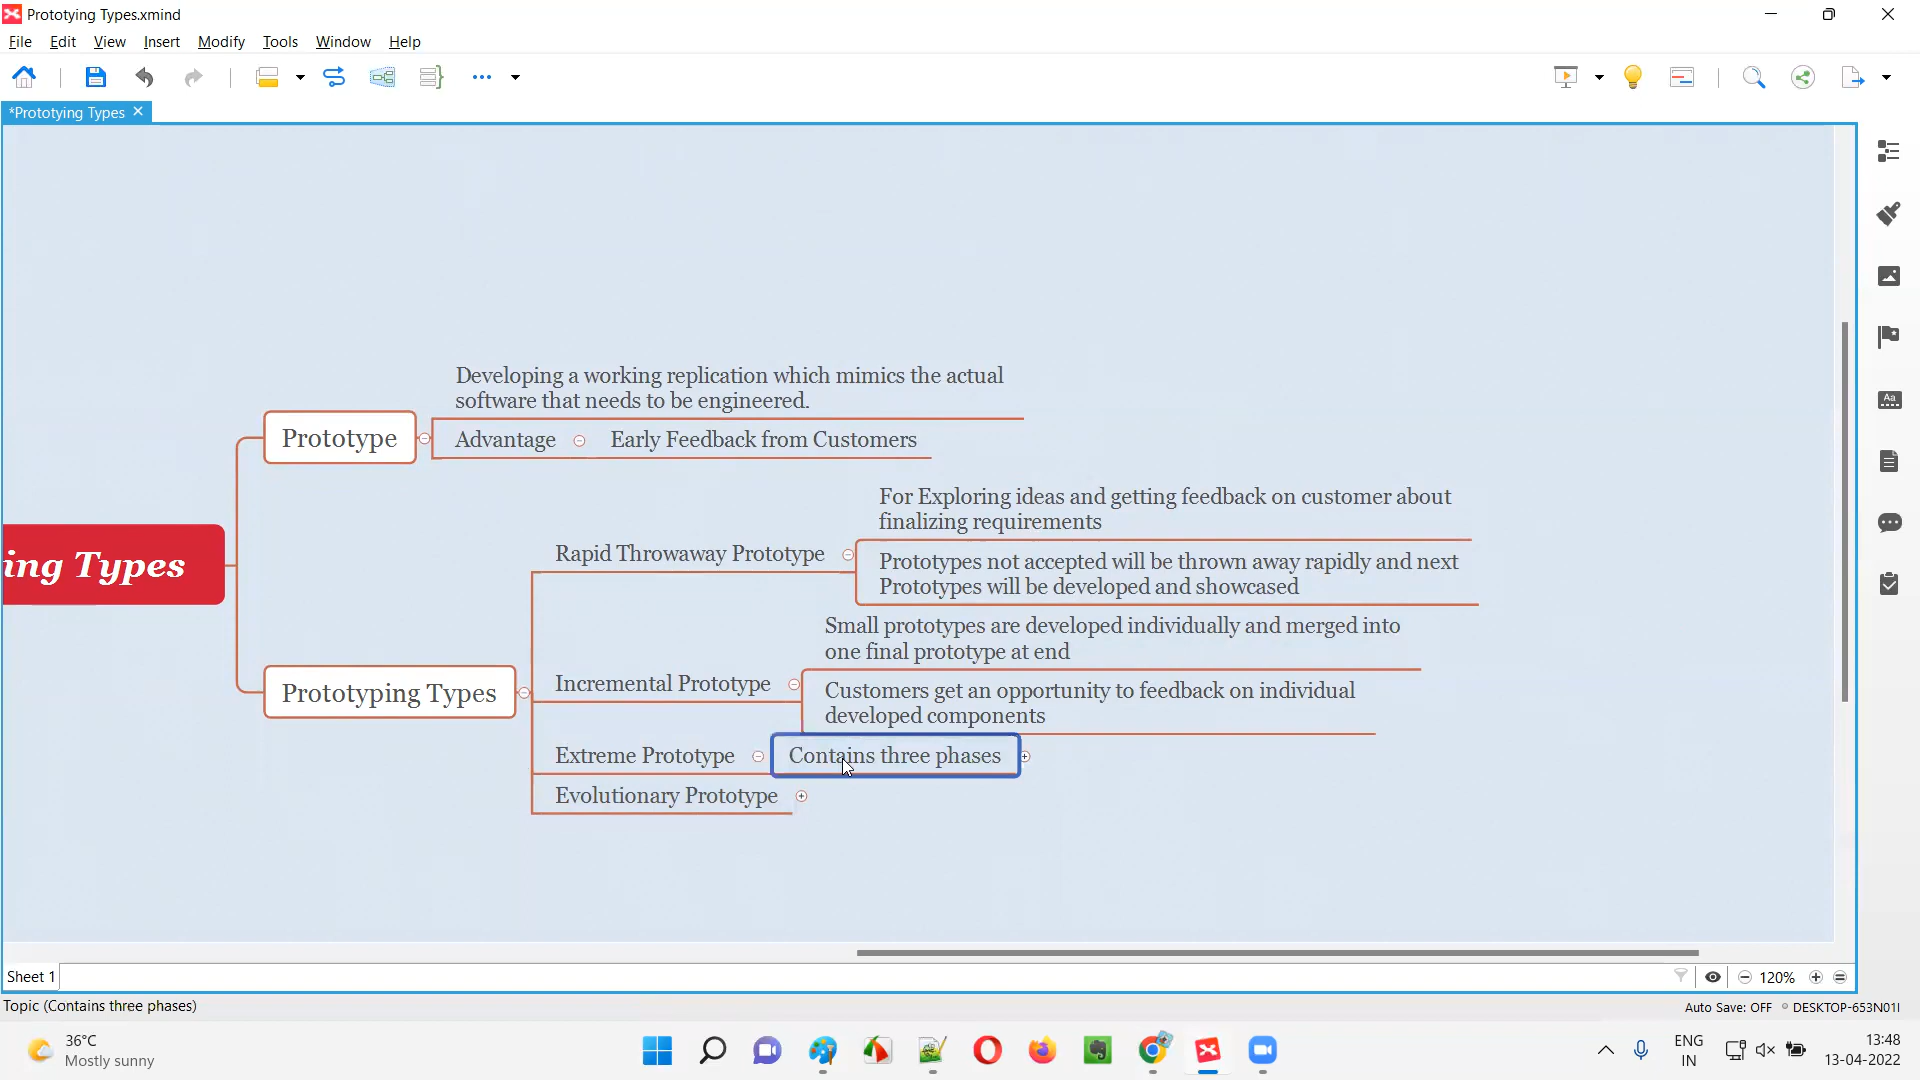 Prototying Types.xmind
File Edit View Insert Modify Tools Window Help
*Prototying Types
Developing a working replication which mimics the actual
software that needs to be engineered.
Prototype
Advantage
Early Feedback from Customers
For Exploring ideas and getting feedback on customer about
finalizing requirements
Rapid Throwaway Prototype
Prototypes not accepted will be thrown away rapidly and next
Prototypes will be developed and showcased
ing Types
Small prototypes are developed individually and merged into
one final prototype at end
Prototyping Types
Incremental Prototype
Customers get an opportunity to feedback on individual
developed components
Extreme Prototype
Contains three phases
Evolutionary Prototype
Sheet 1
120%
Topic (Contains three phases)
Auto Save: OFF
DESKTOP-653N01I
36°C
Mostly sunny
ENG
IN
13:48
13-04-2022
Aa